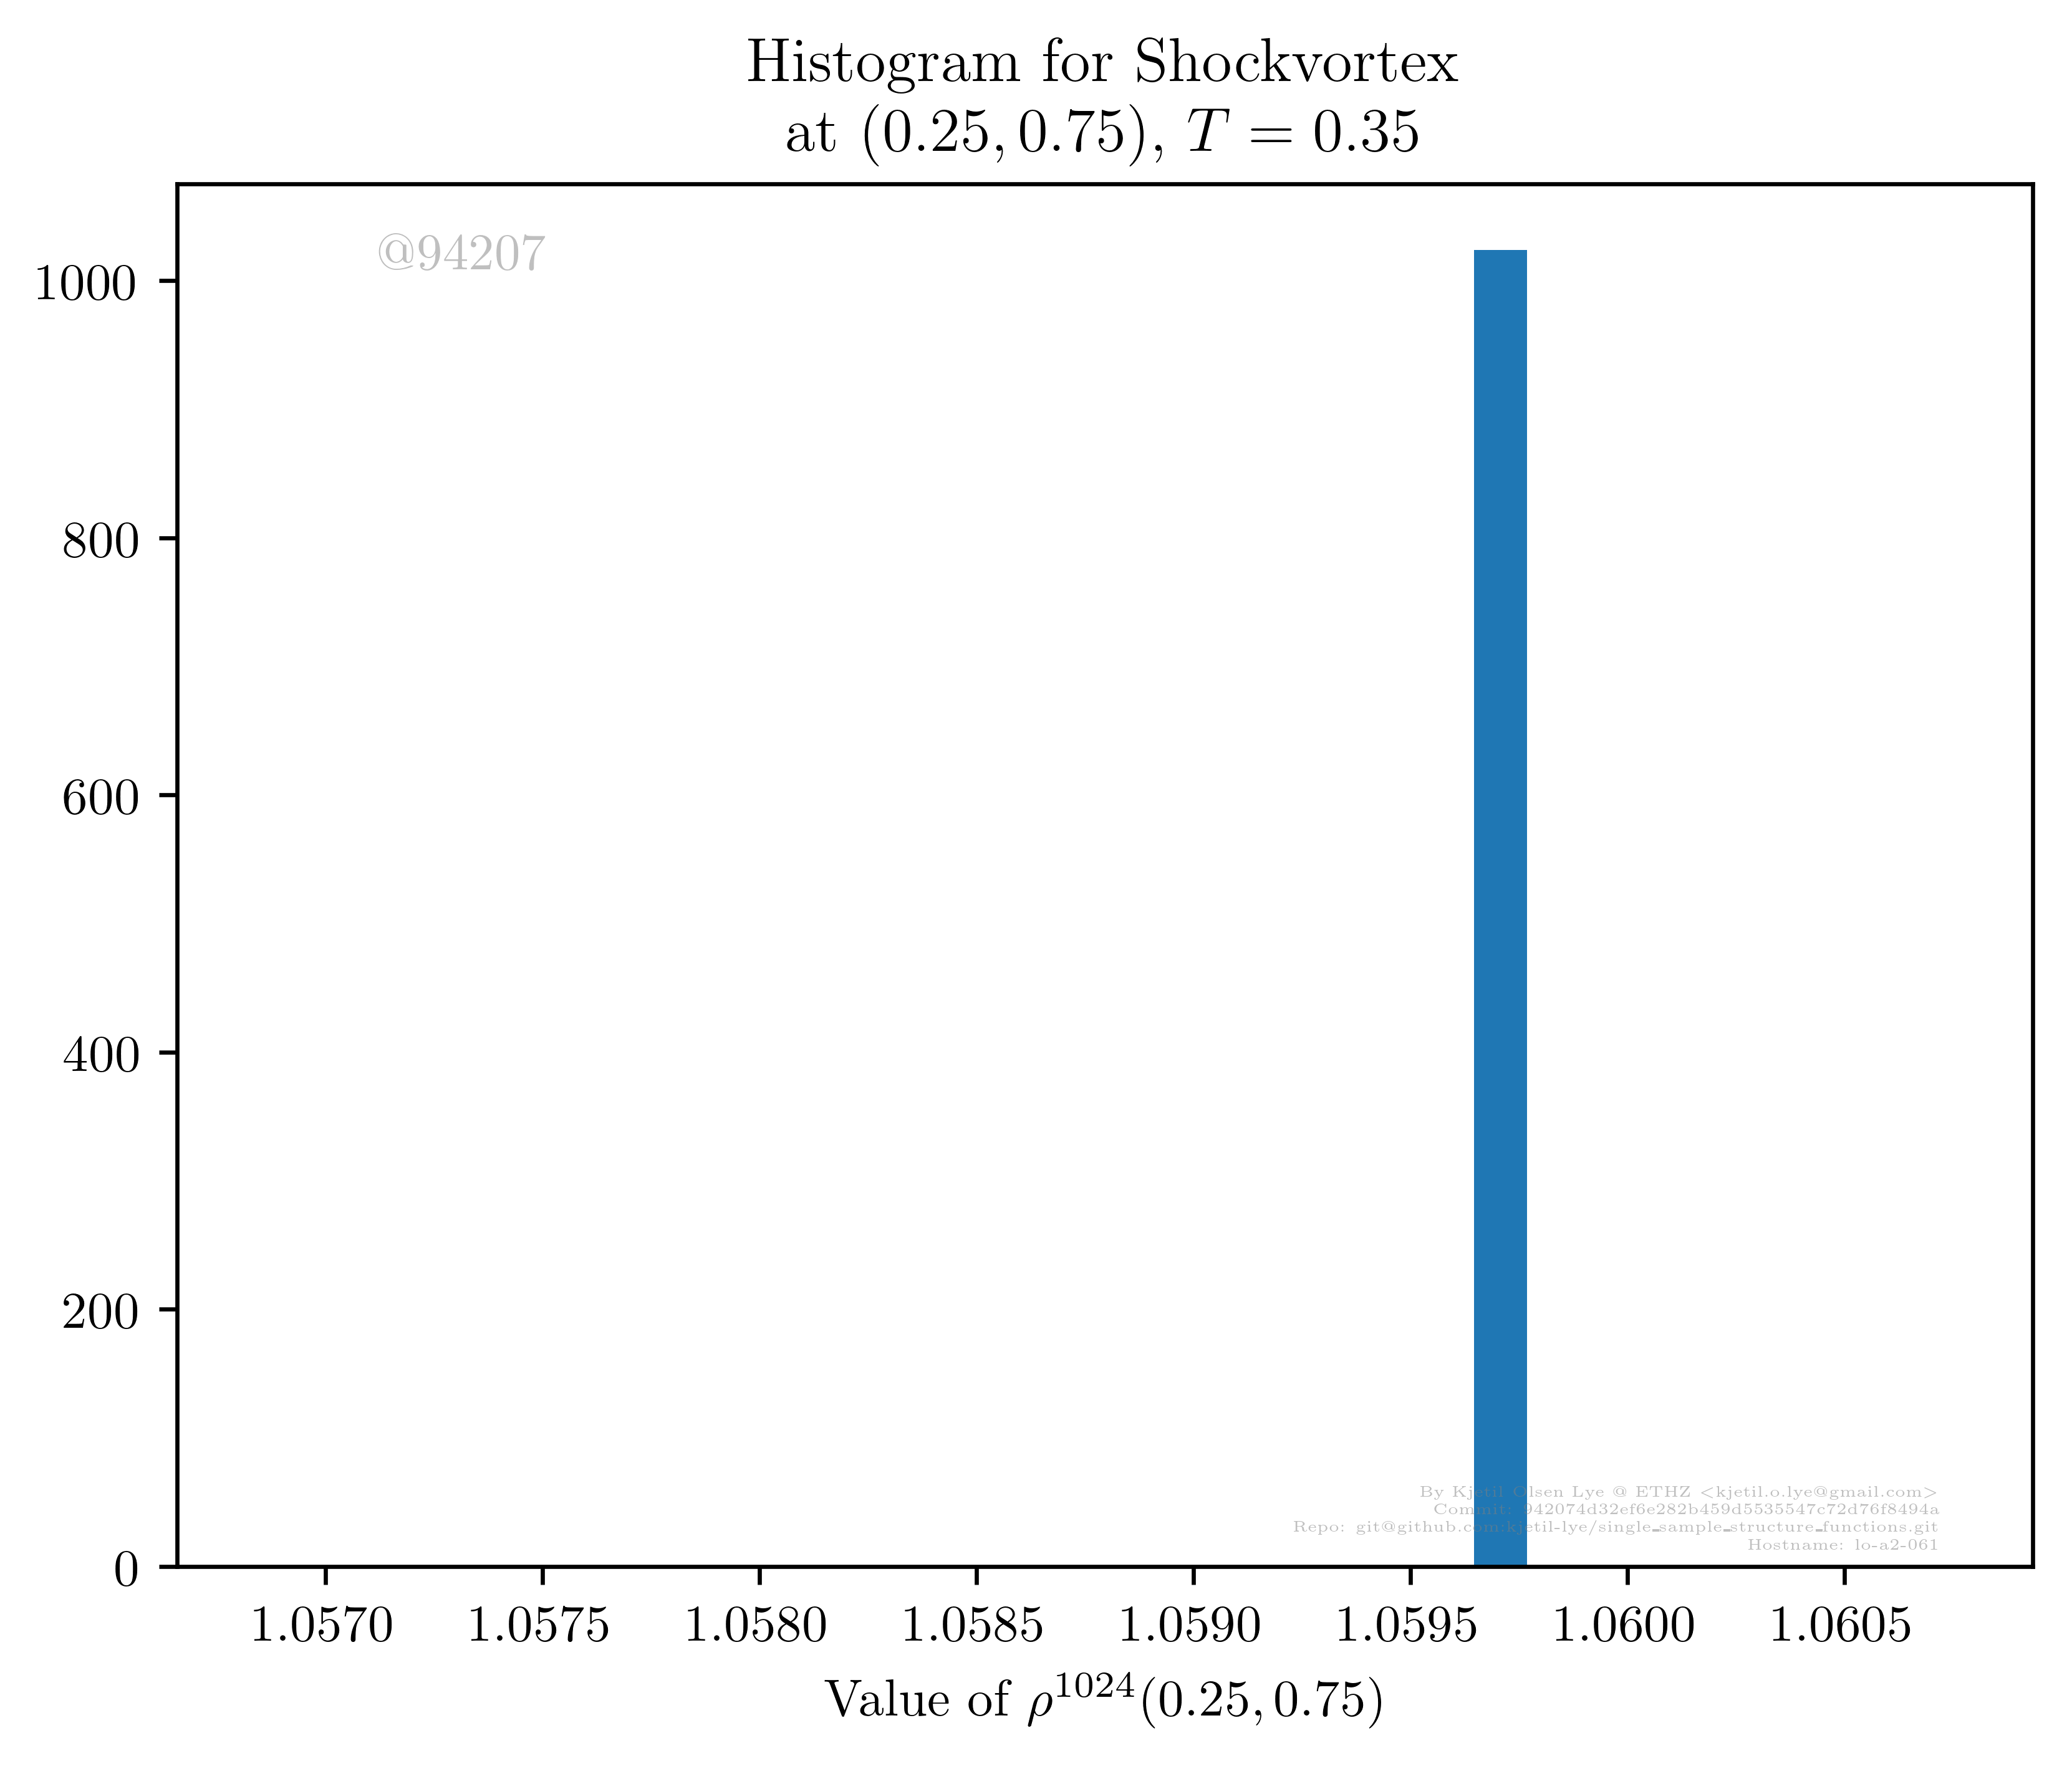 Histogram for Shockvortex
at (0.25, 0.75), T = 0.35
@94207
1000
800
600
400
200
0
By Kjetil Olsen Lye @ ETHZ <kjetil.o.lye@gmail.com>
Commit: 942074d32ef6e282b459d5535547c72d76f8494a
Repo: git@github.com:kjetil-lye/single_sample_structure_functions.git
Hostname: lo-a2-061
1.0570 1.0575 1.0580 1.0585 1.0590 1.0595 1.0600 1.0605
Value of ρ¹⁰²⁴(0.25, 0.75)